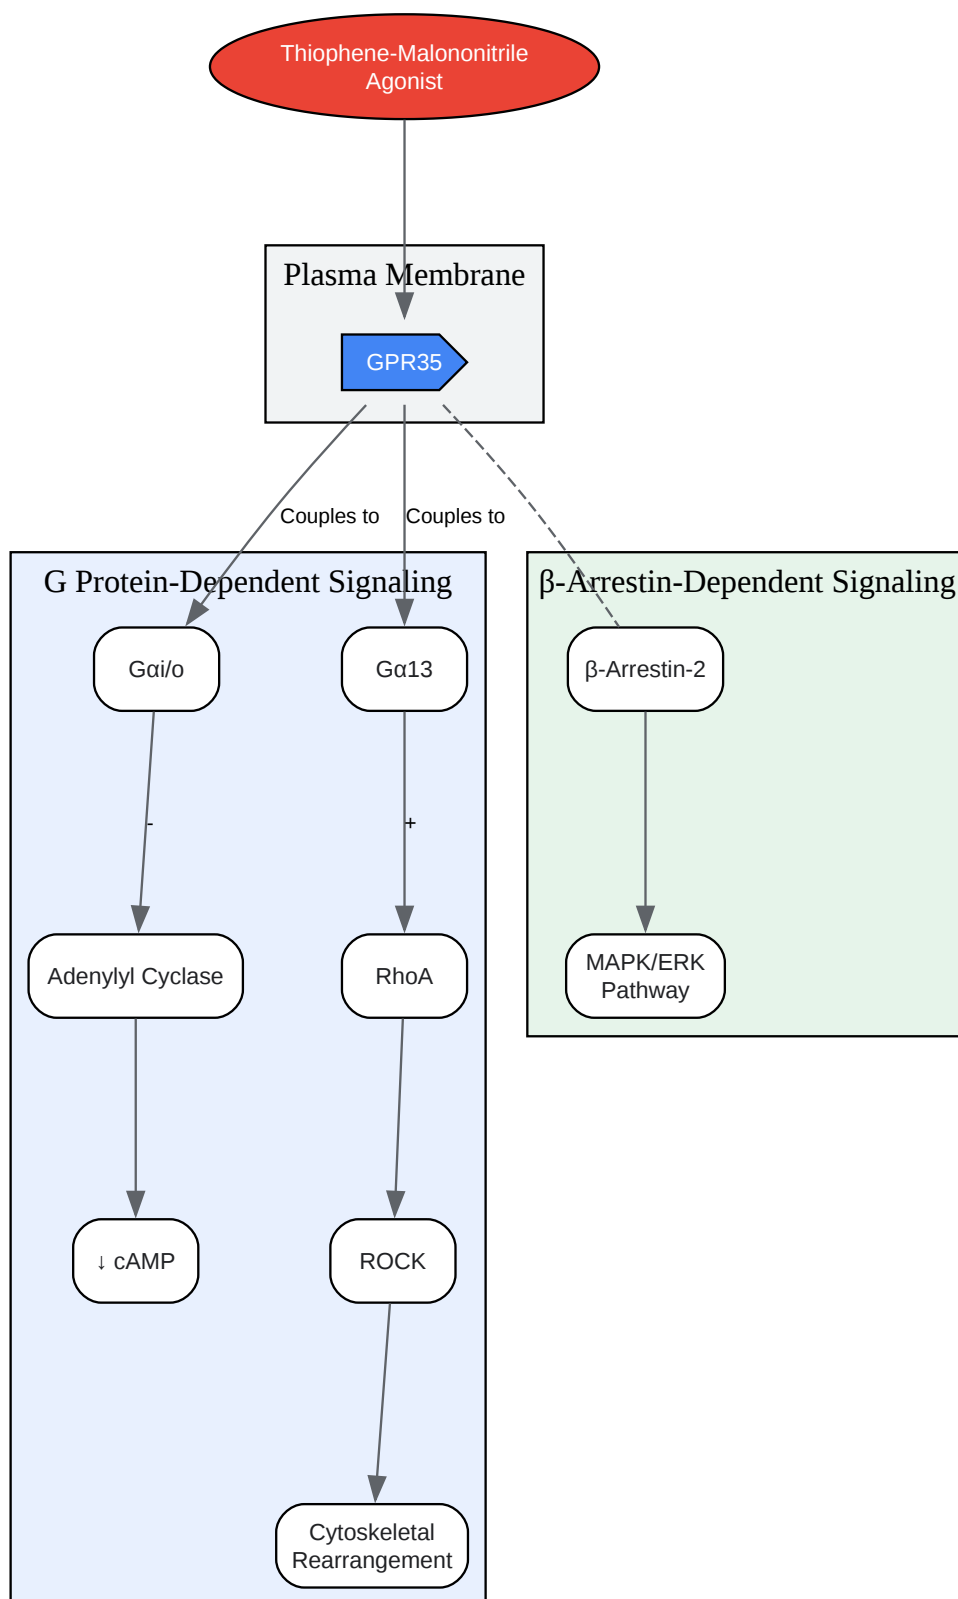 Thiophene-Malononitrile
Agonist
Plasma Membrane
GPR35
Couples to
Couples to
G Protein-Dependent Signaling
β-Arrestin-Dependent Signaling
Gαi/o
Gα13
β-Arrestin-2
-
+
Adenylyl Cyclase
RhoA
MAPK/ERK
Pathway
↓ cAMP
ROCK
Cytoskeletal
Rearrangement